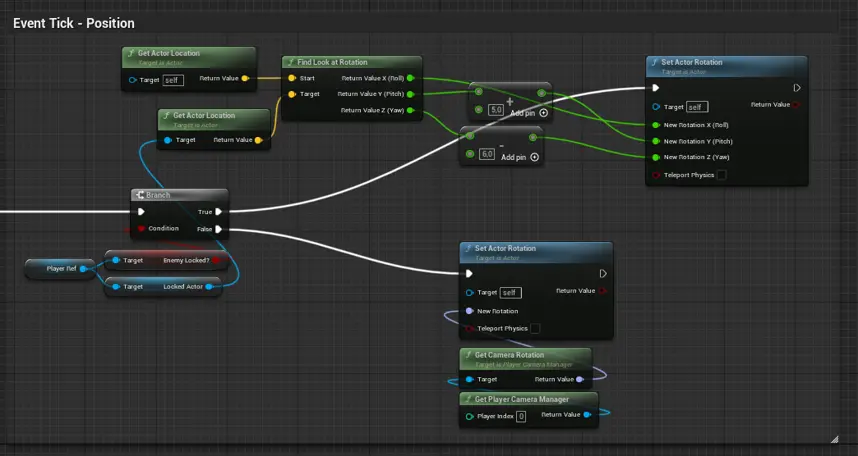 Event Tick - Position
Get Actor Location
Target is Actor
Target self Return Value
Find Look at Rotation
Start Return Value X (Roll)
Target Return Value Y (Pitch)
Return Value Z (Yaw)
Get Actor Location
Target is Actor
Target Return Value
+
5,0 Add pin
-
6,0 Add pin
Set Actor Rotation
Target is Actor
Target self Return Value
New Rotation X (Roll)
New Rotation Y (Pitch)
New Rotation Z (Yaw)
Teleport Physics
Branch
True
Condition False
Player Ref
Target Enemy Locked?
Target Locked Actor
Set Actor Rotation
Target is Actor
Target self Return Value
New Rotation
Teleport Physics
Get Camera Rotation
Target is Player Camera Manager
Target Return Value
Get Player Camera Manager
Player Index 0 Return Value